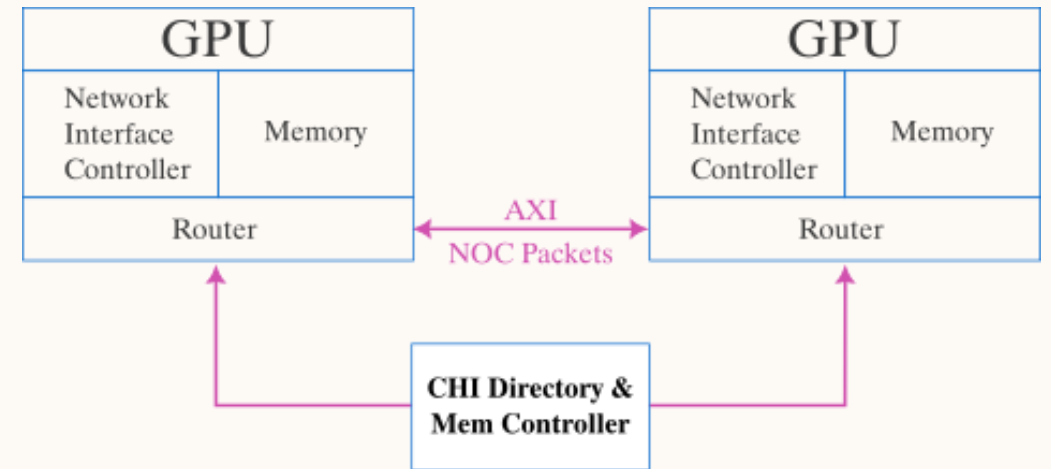 GPU
Network
Interface
Controller
Memory
Router
AXI
NOC Packets
GPU
Network
Interface
Controller
Memory
Router
CHI Directory &
Mem Controller